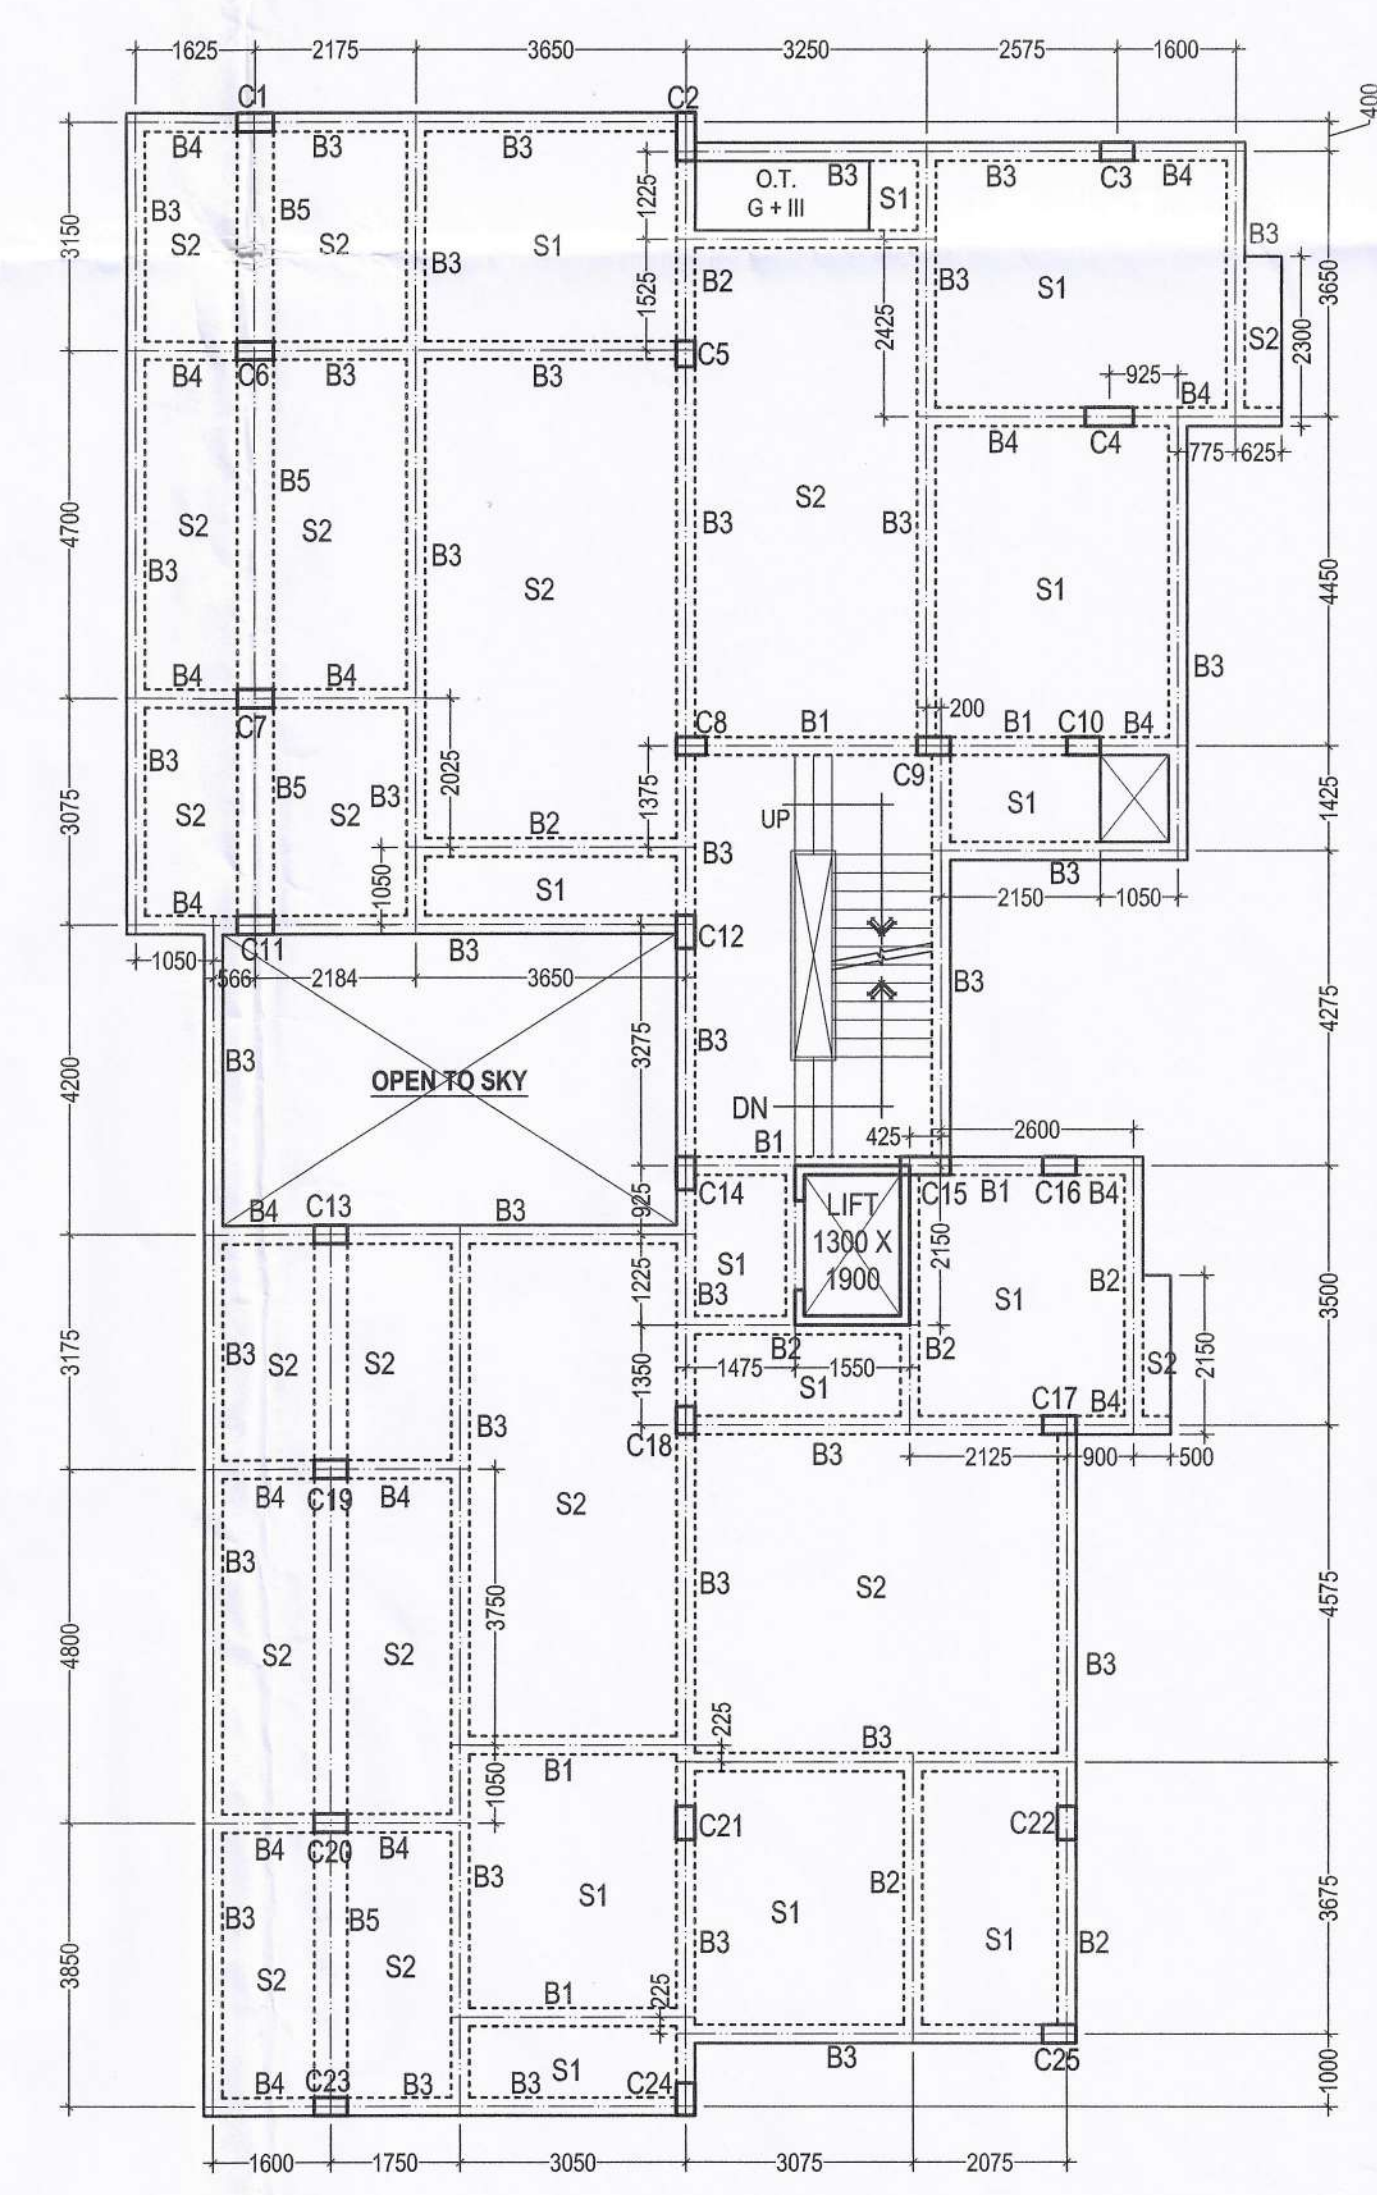 1625 2175 3650 3250 2575 1600
400
C1 C2
B4 B3 B3
O.T. B3 S1 B3 C3 B4
G + III
1225
B3 B5
S2 S2 S1 B3
3150
B3
3650
1525 B2 B3 S1
2425
S2 2300
B4 C6 B3 B3 C5
925
B4
B4 C4
775 625
B5
S2 S2 B3 S2 B3 B3
4700
B3
S2 S1
4450
B4 B4
B3
C7
C8 B1 200 B1 C10 B4
C9
B3 B5 B3 2025 1375
S2 S2
3075
UP S1
1425
B2
B3
1050
S1
B3
2150 1050
B4
C11 B3 C12
1050 566 2184 3650
B3
4275
B3
3275 B3
OPEN TO SKY
4200
DN
B1 425 2600
B4 C13 B3
925
C14 LIFT C15 B1 C16 B4
1300 X
1900
2150
S1
B3
1225
B2
S1
3500
B3 S2 S2
3175
B2 B2
1475 1550
1350
S1
S2 2150
C17 B4
B3
C18 B3 2125 900 500
B4 C19 B4
S2
B3
B3 S2
3750
4575
S2 S2
4800
B3
225 B3
B1
1050
C21 C22
B4 C20 B4
B3 S1 B2
S1 S1
3675
B3 B5
S2 S2
3850
B3 B2
B1
225
S1
B4 C23 B3 B3 C24
B3 C25
1000
1600 1750 3050 3075 2075